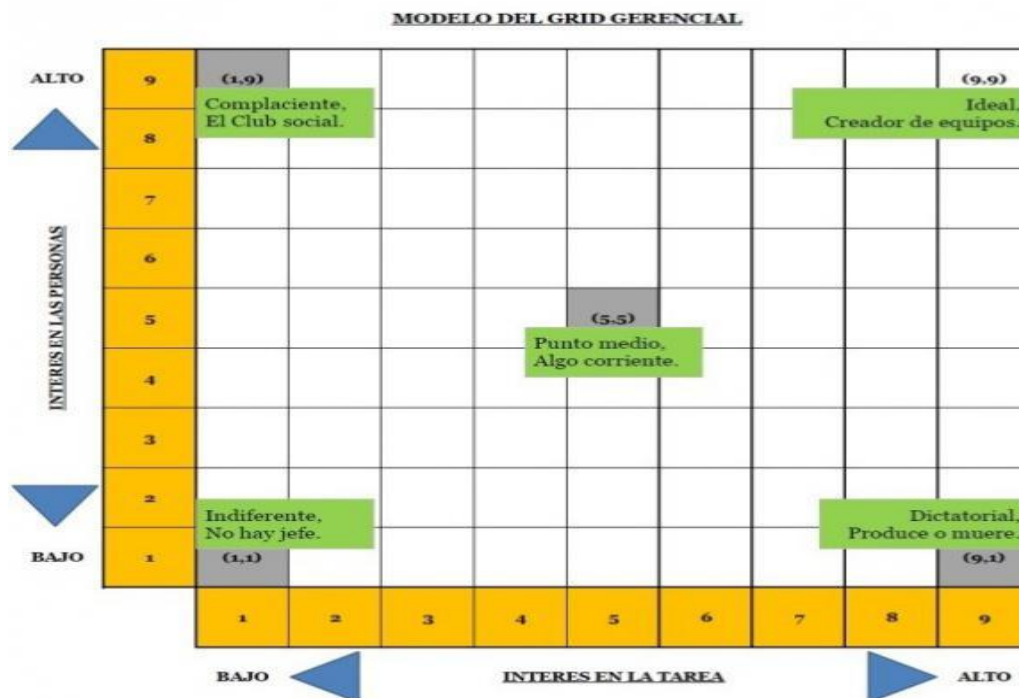 MODELO DEL GRID GERENCIAL
ALTO
9
(1,9)
(9,9)
Complaciente,
El Club social.
Ideal,
Creador de equipos.
8
7
6
INTERES EN LAS PERSONAS
5
(5,5)
Punto medio,
Algo corriente.
4
3
2
Indiferente,
No hay jefe.
Dictatorial,
Produce o muere.
BAJO
1
(1,1)
(9,1)
1 2 3 4 5 6 7 8 9
BAJO
INTERES EN LA TAREA
ALTO